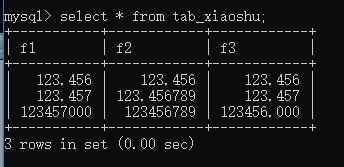 mysql> select * from tab_xiaoshu;
+-----------+------------+------------+
| f1        | f2         | f3         |
+-----------+------------+------------+
|   123.456 |    123.456 |    123.456 |
|   123.457 | 123.456789 |    123.457 |
| 123457000 |  123456789 | 123456.000 |
+-----------+------------+------------+
3 rows in set (0.00 sec)